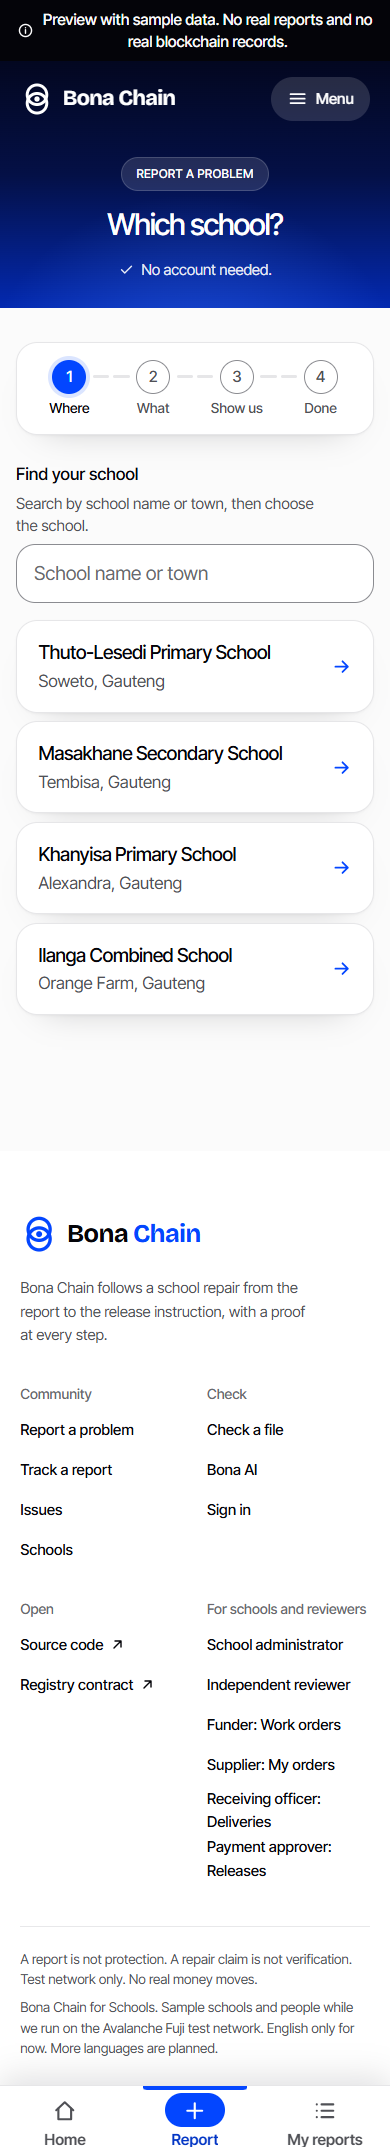 Preview with sample data. No real reports and no
real blockchain records.
Bona Chain
Menu
REPORT A PROBLEM
Which school?
No account needed.
1 2 3 4
Where What Show us Done
Find your school
Search by school name or town, then choose
the school.
School name or town
Thuto-Lesedi Primary School
Soweto, Gauteng
Masakhane Secondary School
Tembisa, Gauteng
Khanyisa Primary School
Alexandra, Gauteng
Ilanga Combined School
Orange Farm, Gauteng
Bona Chain
Bona Chain follows a school repair from the
report to the release instruction, with a proof
at every step.
Community
Report a problem
Track a report
Issues
Schools
Check
Check a file
Bona AI
Sign in
Open
Source code
Registry contract
For schools and reviewers
School administrator
Independent reviewer
Funder: Work orders
Supplier: My orders
Receiving officer:
Deliveries
Payment approver:
Releases
A report is not protection. A repair claim is not verification.
Test network only. No real money moves.
Bona Chain for Schools. Sample schools and people while
we run on the Avalanche Fuji test network. English only for
now. More languages are planned.
Home
Report
My reports